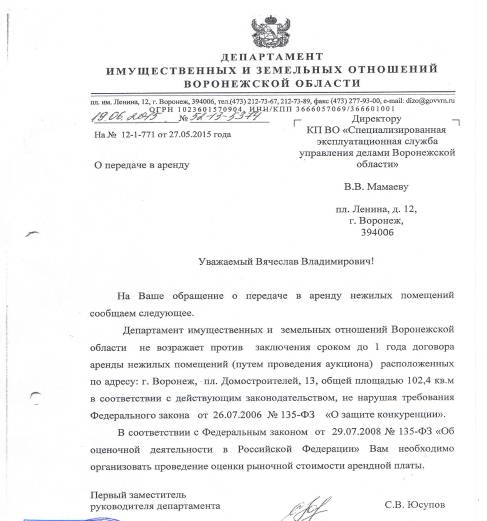 ДЕПАРТАМЕНТ
ИМУЩЕСТВЕННЫХ И ЗЕМЕЛЬНЫХ ОТНОШЕНИЙ
ВОРОНЕЖСКОЙ ОБЛАСТИ
пл. им. Ленина, 12, г. Воронеж, 394006, тел.(473) 212-73-67, 212-73-89, факс (473) 277-93-00, e-mail: dizo@govvrn.ru
ОГРН 1023601570904, ИНН/КПП 3666057069/366601001
19.06.2015 № 52-13-5374
На № 12-1-771 от 27.05.2015 года
О передаче в аренду
Директору
КП ВО «Специализированная
эксплуатационная служба
управления делами Воронежской
области»
В.В. Мамаеву
пл. Ленина, д. 12,
г. Воронеж,
394006
Уважаемый Вячеслав Владимирович!
На Ваше обращение о передаче в аренду нежилых помещений
сообщаем следующее.
Департамент имущественных и земельных отношений Воронежской
области не возражает против заключения сроком до 1 года договора
аренды нежилых помещений (путем проведения аукциона) расположенных
по адресу: г. Воронеж, пл. Домостроителей, 13, общей площадью 102,4 кв.м
в соответствии с действующим законодательством, не нарушая требования
Федерального закона от 26.07.2006 № 135-ФЗ «О защите конкуренции».
В соответствии с Федеральным законом от 29.07.2008 № 135-ФЗ «Об
оценочной деятельности в Российской Федерации» Вам необходимо
организовать проведение оценки рыночной стоимости арендной платы.
Первый заместитель
руководителя департамента
С.В. Юсупов